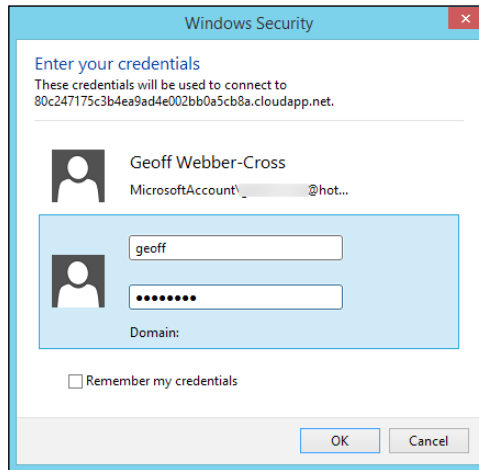 Windows Security
Enter your credentials
These credentials will be used to connect to
80c247175c3b4ea9ad4e002bb0a5cb8a.cloudapp.net.
Geoff Webber-Cross
MicrosoftAccount\ @hot...
geoff
••••••••
Domain:
Remember my credentials
OK Cancel